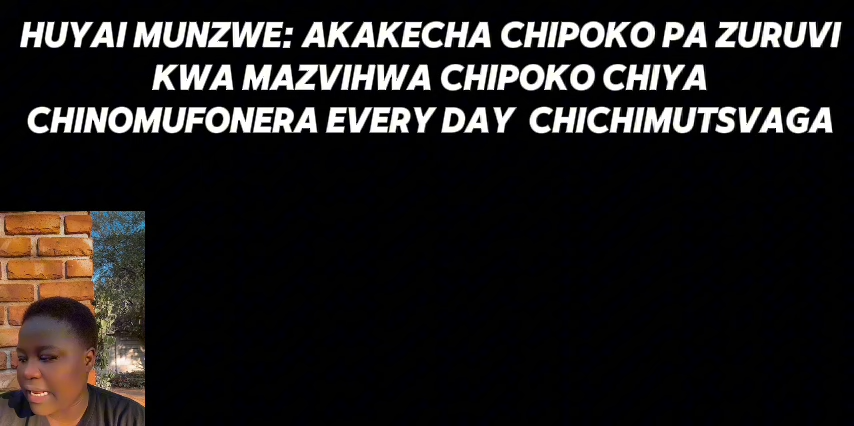 HUYAI MUNZWE: AKAKECHA CHIPOKO PA ZURUVI
KWA MAZVIHWA CHIPOKO CHIYA
CHINOMUFONERA EVERY DAY CHICHIMUTSVAGA